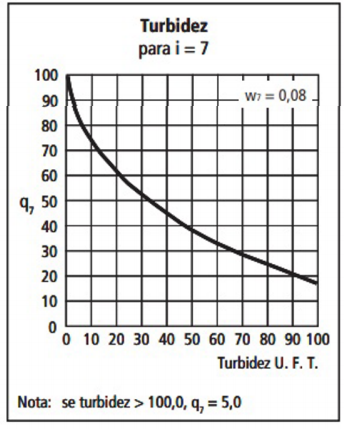 Turbidez
para i = 7
w₇ = 0,08
100
90
80
70
60
50
40
30
20
10
0
q₇
0 10 20 30 40 50 60 70 80 90 100
Turbidez U. F. T.
Nota: se turbidez > 100,0, q₇ = 5,0